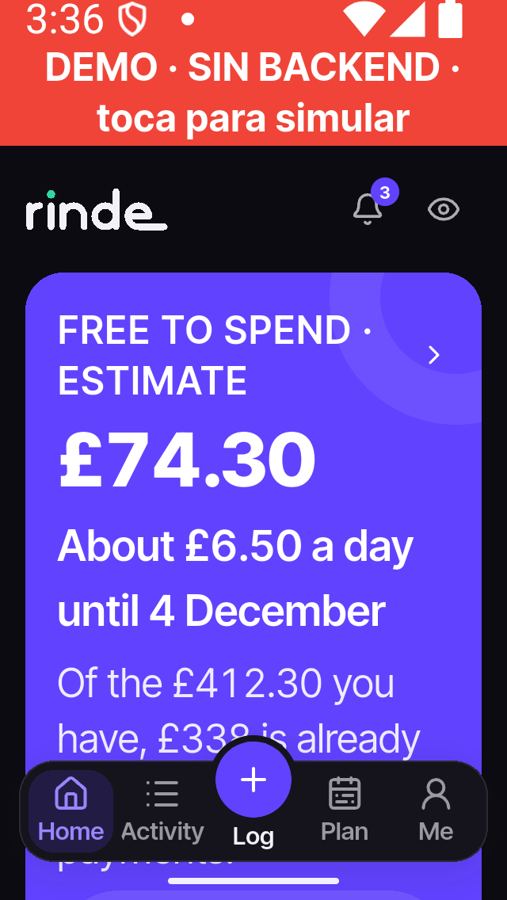 3:36
DEMO · SIN BACKEND ·
toca para simular
rinde
3
FREE TO SPEND ·
ESTIMATE
£74.30
About £6.50 a day
until 4 December
Of the £412.30 you
have, £338 is already
payments.
Home
Activity
Log
Plan
Me